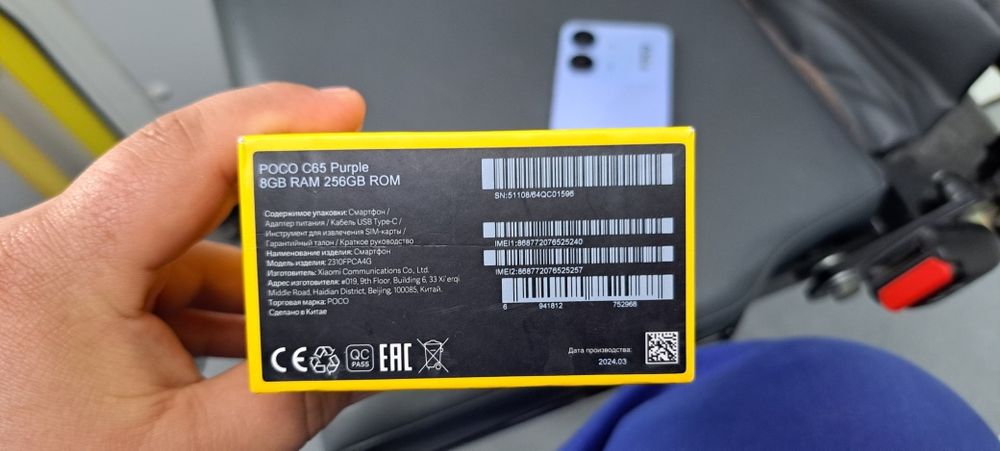 POCO C65 Purple
8GB RAM 256GB ROM
Содержимое упаковки: Смартфон /
Адаптер питания / Кабель USB Type-C /
Инструмент для извлечения SIM-карты /
Гарантийный талон / Краткое руководство
Наименование изделия: Смартфон
Модель изделия: 2310FPCA4G
Изготовитель: Xiaomi Communications Co., Ltd.
Адрес изготовителя: #019, 9th Floor, Building 6, 33 Xi'erqi
Middle Road, Haidian District, Beijing, 100085, Китай.
Торговая марка: POCO
Сделано в Китае
SN:51108/64QC01596
IMEI1:868772076525240
IMEI2:868772076525257
6 941812 752968
CE
QC
PASS
EAC
Дата производства:
2024.03
POCO